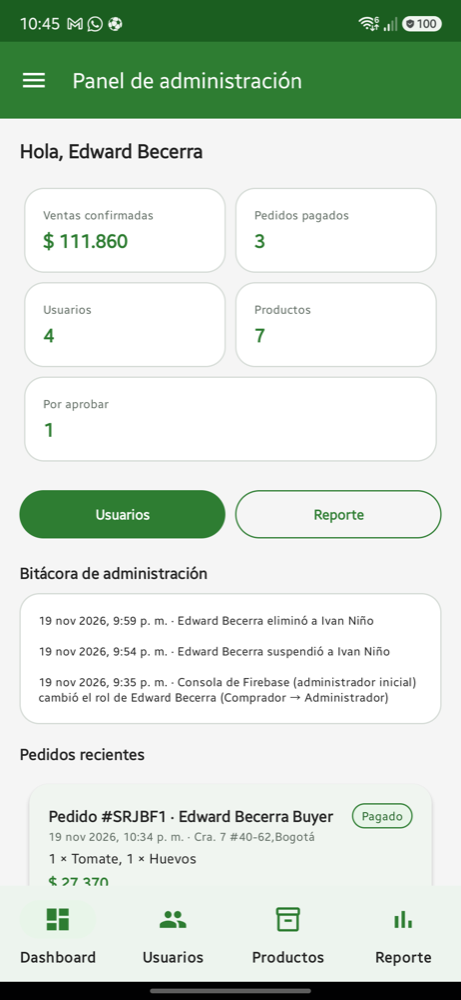 10:45
100
Panel de administración
Hola, Edward Becerra
Ventas confirmadas
$ 111.860
Pedidos pagados
3
Usuarios
4
Productos
7
Por aprobar
1
Usuarios
Reporte
Bitácora de administración
19 nov 2026, 9:59 p. m. · Edward Becerra eliminó a Ivan Niño
19 nov 2026, 9:54 p. m. · Edward Becerra suspendió a Ivan Niño
19 nov 2026, 9:35 p. m. · Consola de Firebase (administrador inicial)
cambió el rol de Edward Becerra (Comprador → Administrador)
Pedidos recientes
Pedido #SRJBF1 · Edward Becerra Buyer
Pagado
19 nov 2026, 10:34 p. m. · Cra. 7 #40-62,Bogotá
1 × Tomate, 1 × Huevos
$ 27.370
Dashboard
Usuarios
Productos
Reporte